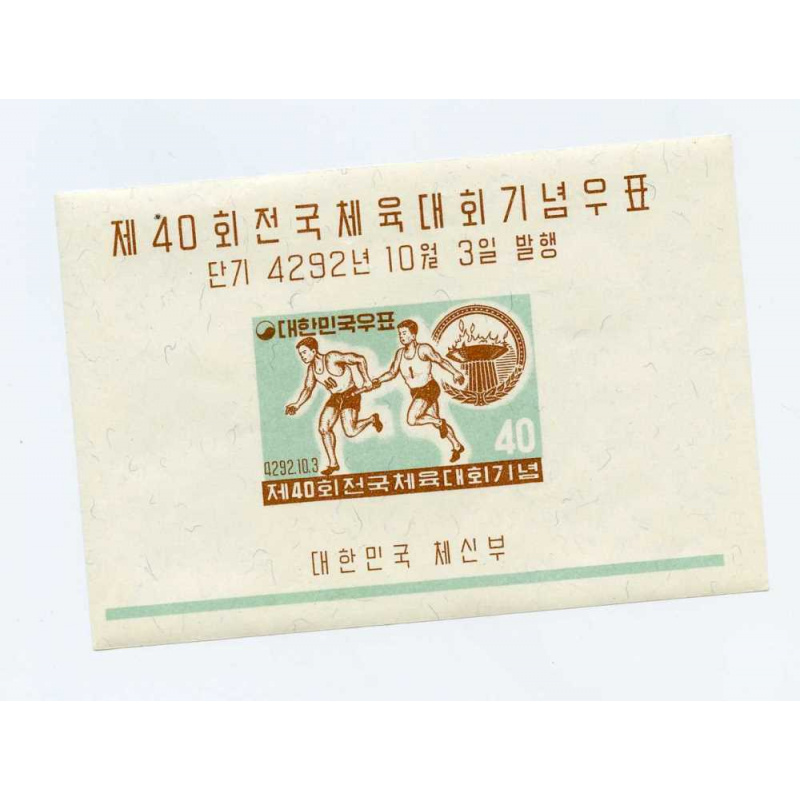 제40회전국체육대회기념우표
단기 4292년 10월 3일 발행
대한민국우표
40
4292.10.3
제40회전국체육대회기념
대한민국 체신부